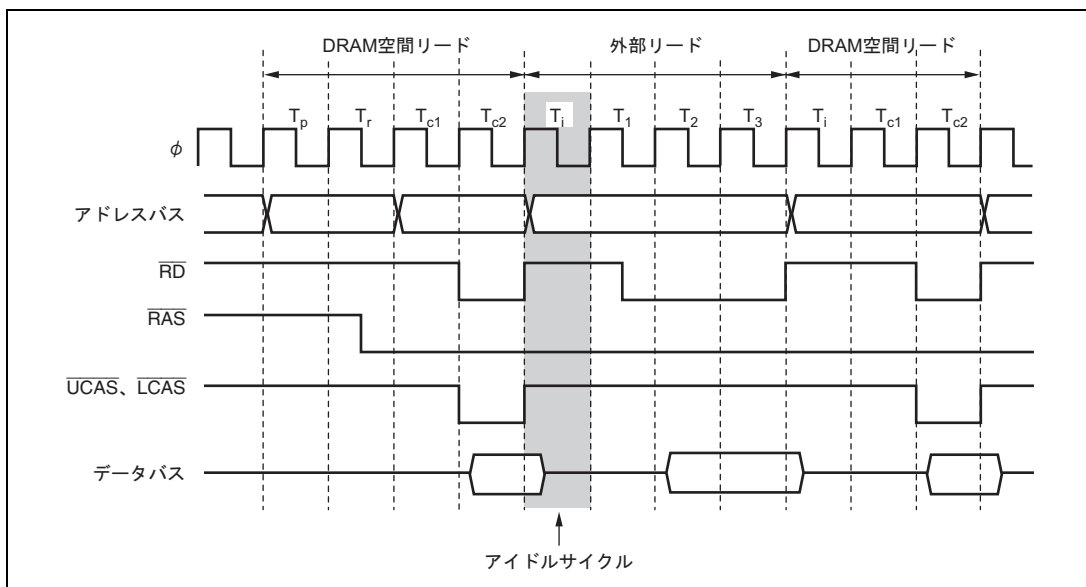 DRAM空間リード 外部リード DRAM空間リード
Tp Tr Tc1 Tc2 Ti T1 T2 T3 Ti Tc1 Tc2
φ
アドレスバス
RD
RAS
UCAS、LCAS
データバス
アイドルサイクル